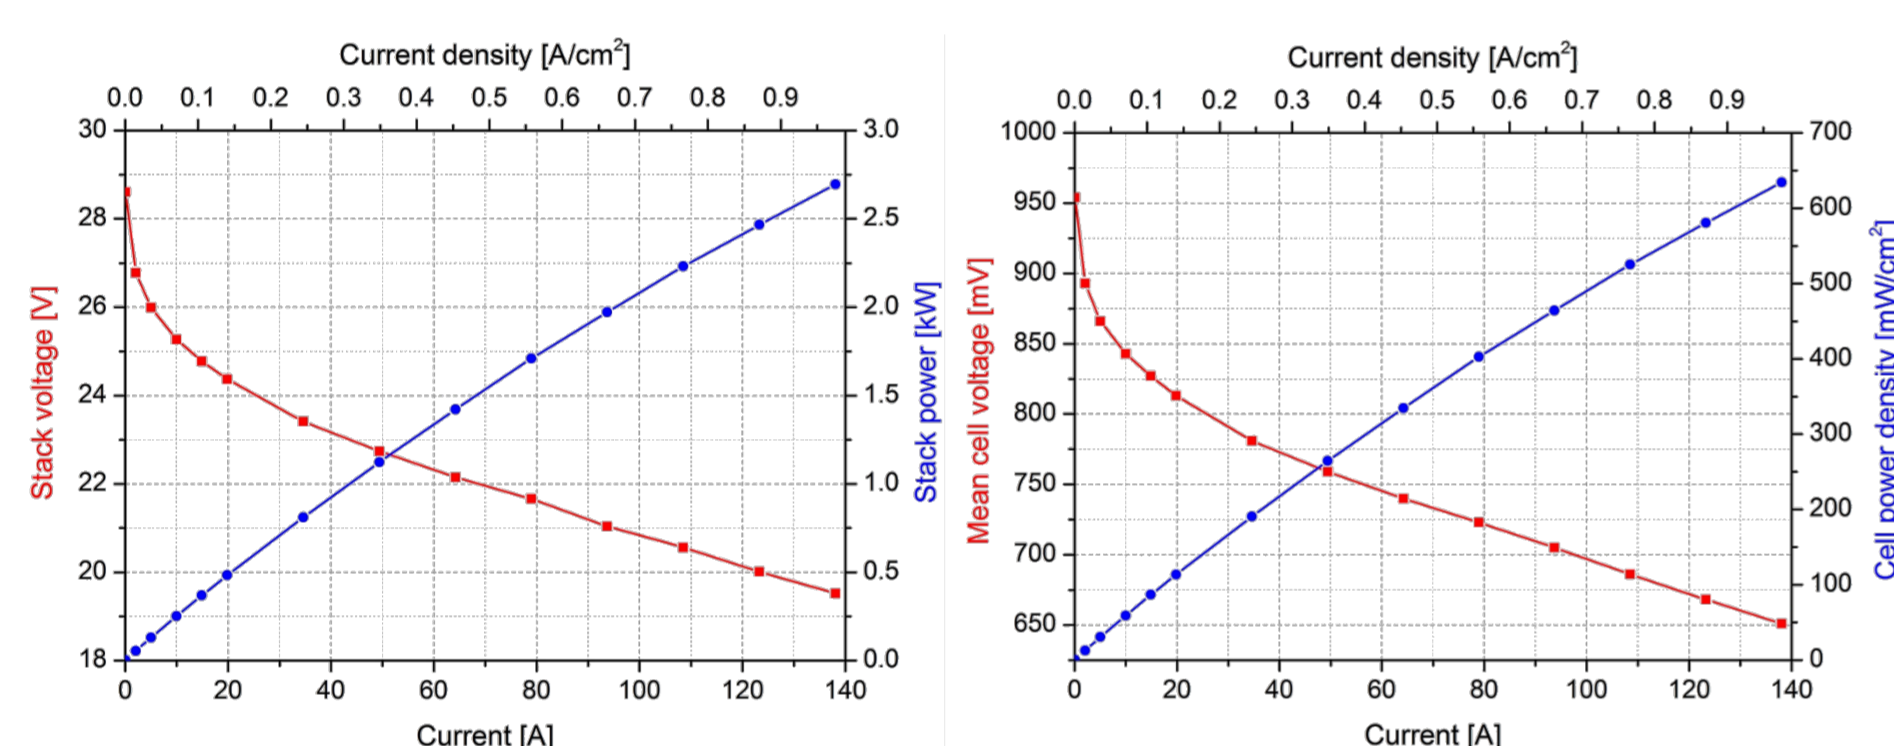 Current density [A/cm²]
0.0 0.1 0.2 0.3 0.4 0.5 0.6 0.7 0.8 0.9
30
28
26
24
22
20
18
Stack voltage [V]
3.0
2.5
2.0
1.5
1.0
0.5
0.0
Stack power [kW]
0 20 40 60 80 100 120 140
Current [A]
Current density [A/cm²]
0.0 0.1 0.2 0.3 0.4 0.5 0.6 0.7 0.8 0.9
1000
950
900
850
800
750
700
650
Mean cell voltage [mV]
700
600
500
400
300
200
100
0
Cell power density [mW/cm²]
0 20 40 60 80 100 120 140
Current [A]